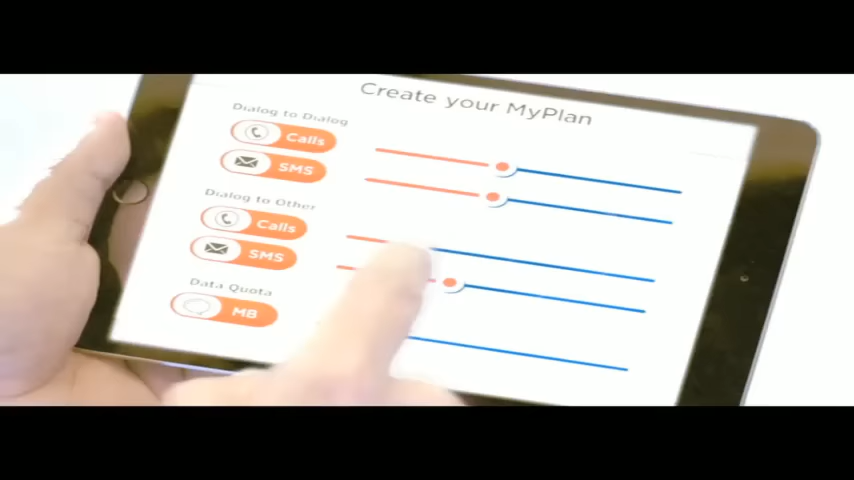 Create your MyPlan
Dialog to Dialog
Calls
SMS
Dialog to Other
Calls
SMS
Data Quota
MB